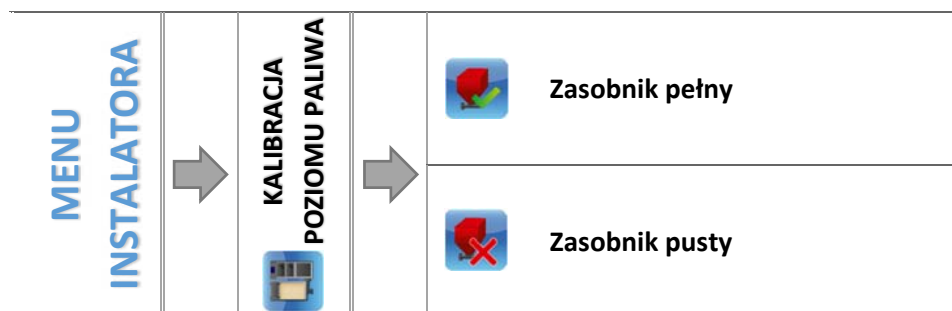 MENU
INSTALATORA
KALIBRACJA
POZIOMU PALIWA
Zasobnik pełny
Zasobnik pusty